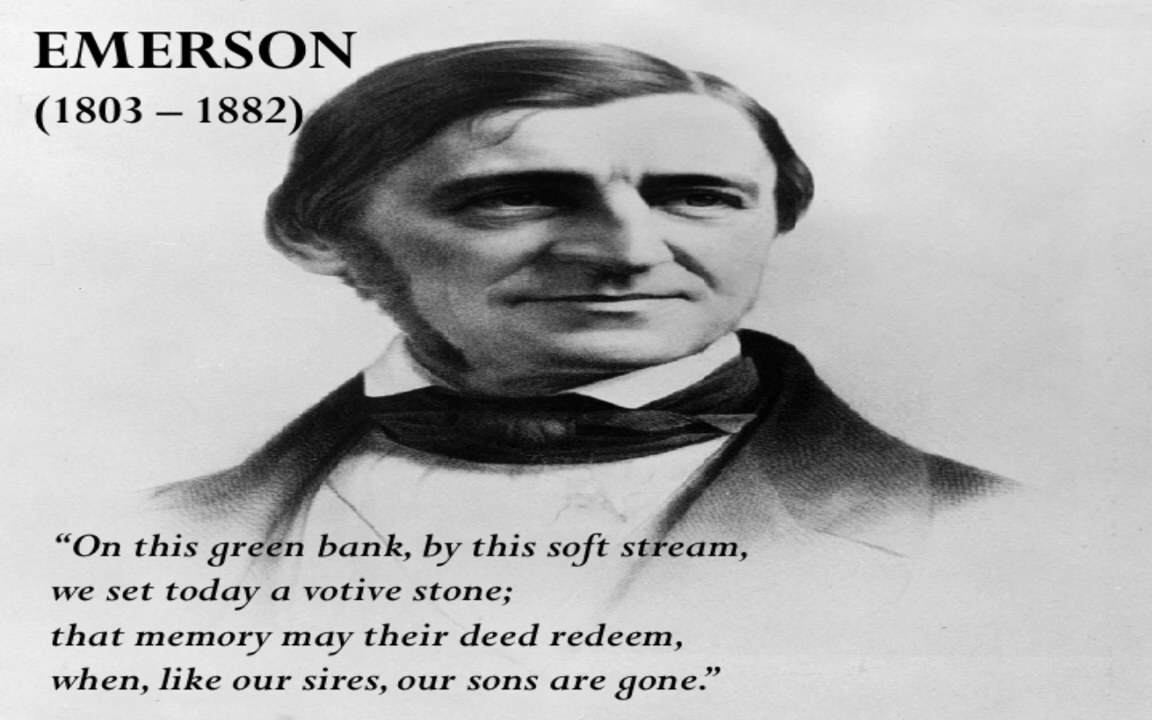 EMERSON
(1803 – 1882)
“On this green bank, by this soft stream,
we set today a votive stone;
that memory may their deed redeem,
when, like our sires, our sons are gone.”